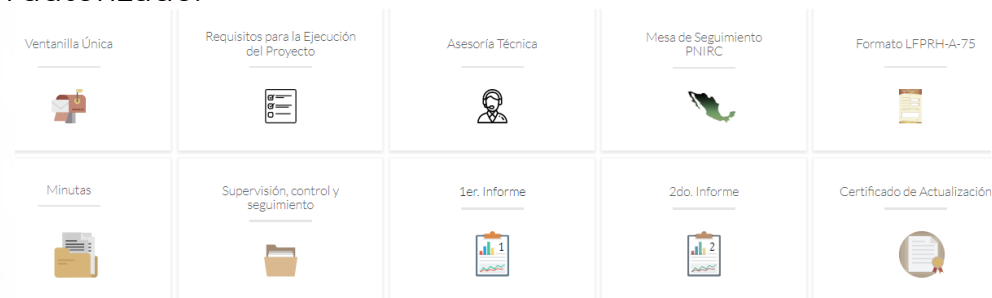 Ventanilla Única
Requisitos para la Ejecución
del Proyecto
Asesoría Técnica
Mesa de Seguimiento
PNIRC
Formato LFPRH-A-75
Minutas
Supervisión, control y
seguimiento
1er. Informe
1
2do. Informe
2
Certificado de Actualización